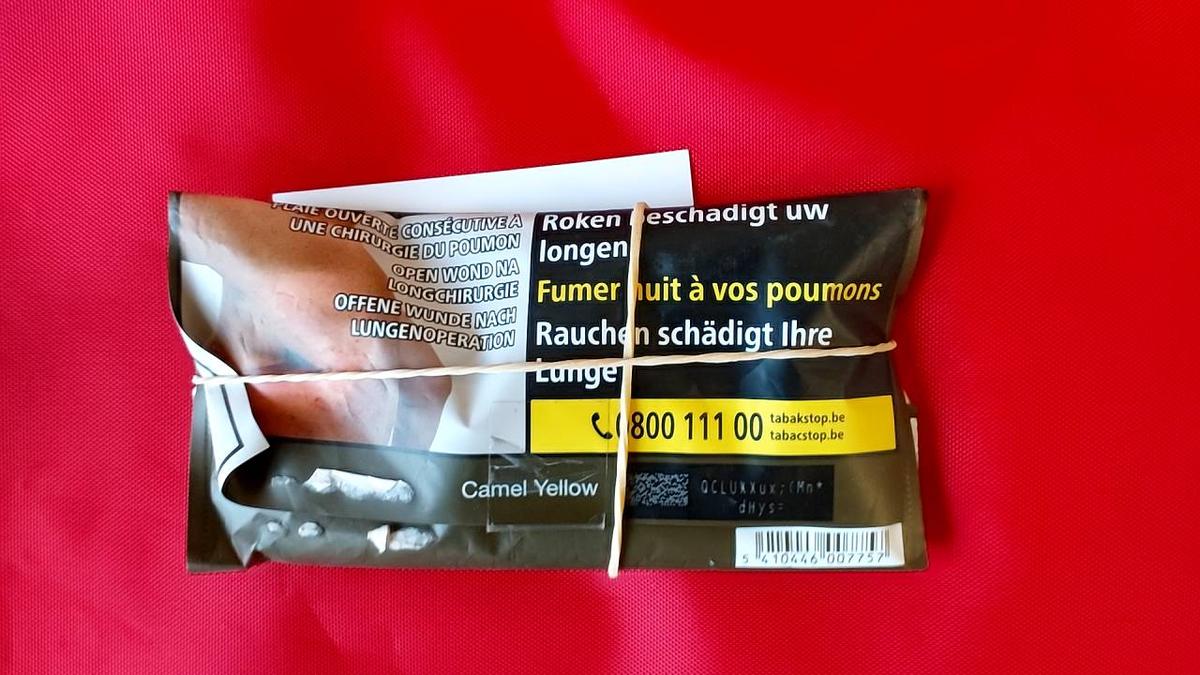 PLAIE OUVERTE CONSÉCUTIVE À
UNE CHIRURGIE DU POUMON
OPEN WOND NA
LONGCHIRURGIE
OFFENE WUNDE NACH
LUNGENOPERATION
Roken beschadigt uw
longen
Fumer nuit à vos poumons
Rauchen schädigt Ihre
Lunge
0800 111 00
tabakstop.be
tabacstop.be
Camel Yellow
5 410446 007757